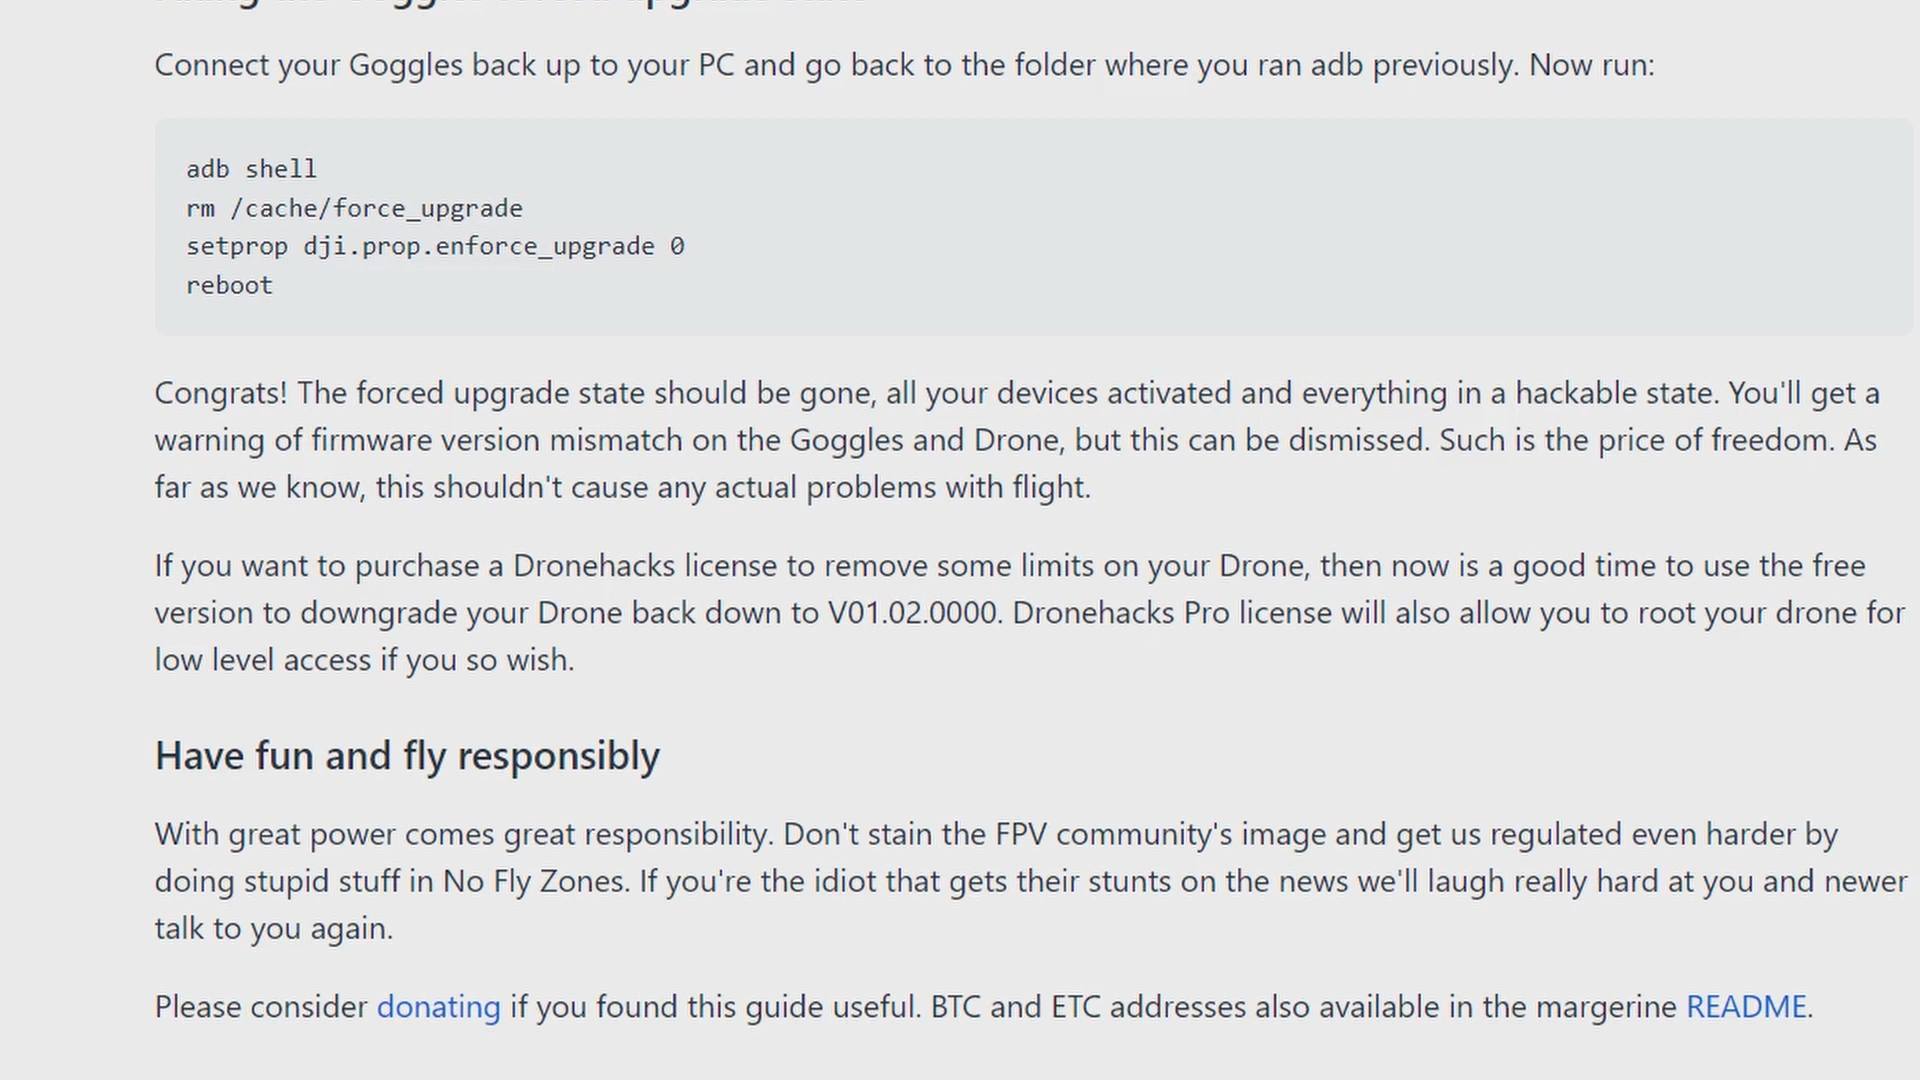 Connect your Goggles back up to your PC and go back to the folder where you ran adb previously. Now run:
adb shell
rm /cache/force_upgrade
setprop dji.prop.enforce_upgrade 0
reboot
Congrats! The forced upgrade state should be gone, all your devices activated and everything in a hackable state. You'll get a
warning of firmware version mismatch on the Goggles and Drone, but this can be dismissed. Such is the price of freedom. As
far as we know, this shouldn't cause any actual problems with flight.
If you want to purchase a Dronehacks license to remove some limits on your Drone, then now is a good time to use the free
version to downgrade your Drone back down to V01.02.0000. Dronehacks Pro license will also allow you to root your drone for
low level access if you so wish.
Have fun and fly responsibly
With great power comes great responsibility. Don't stain the FPV community's image and get us regulated even harder by
doing stupid stuff in No Fly Zones. If you're the idiot that gets their stunts on the news we'll laugh really hard at you and newer
talk to you again.
Please consider donating if you found this guide useful. BTC and ETC addresses also available in the margerine README.